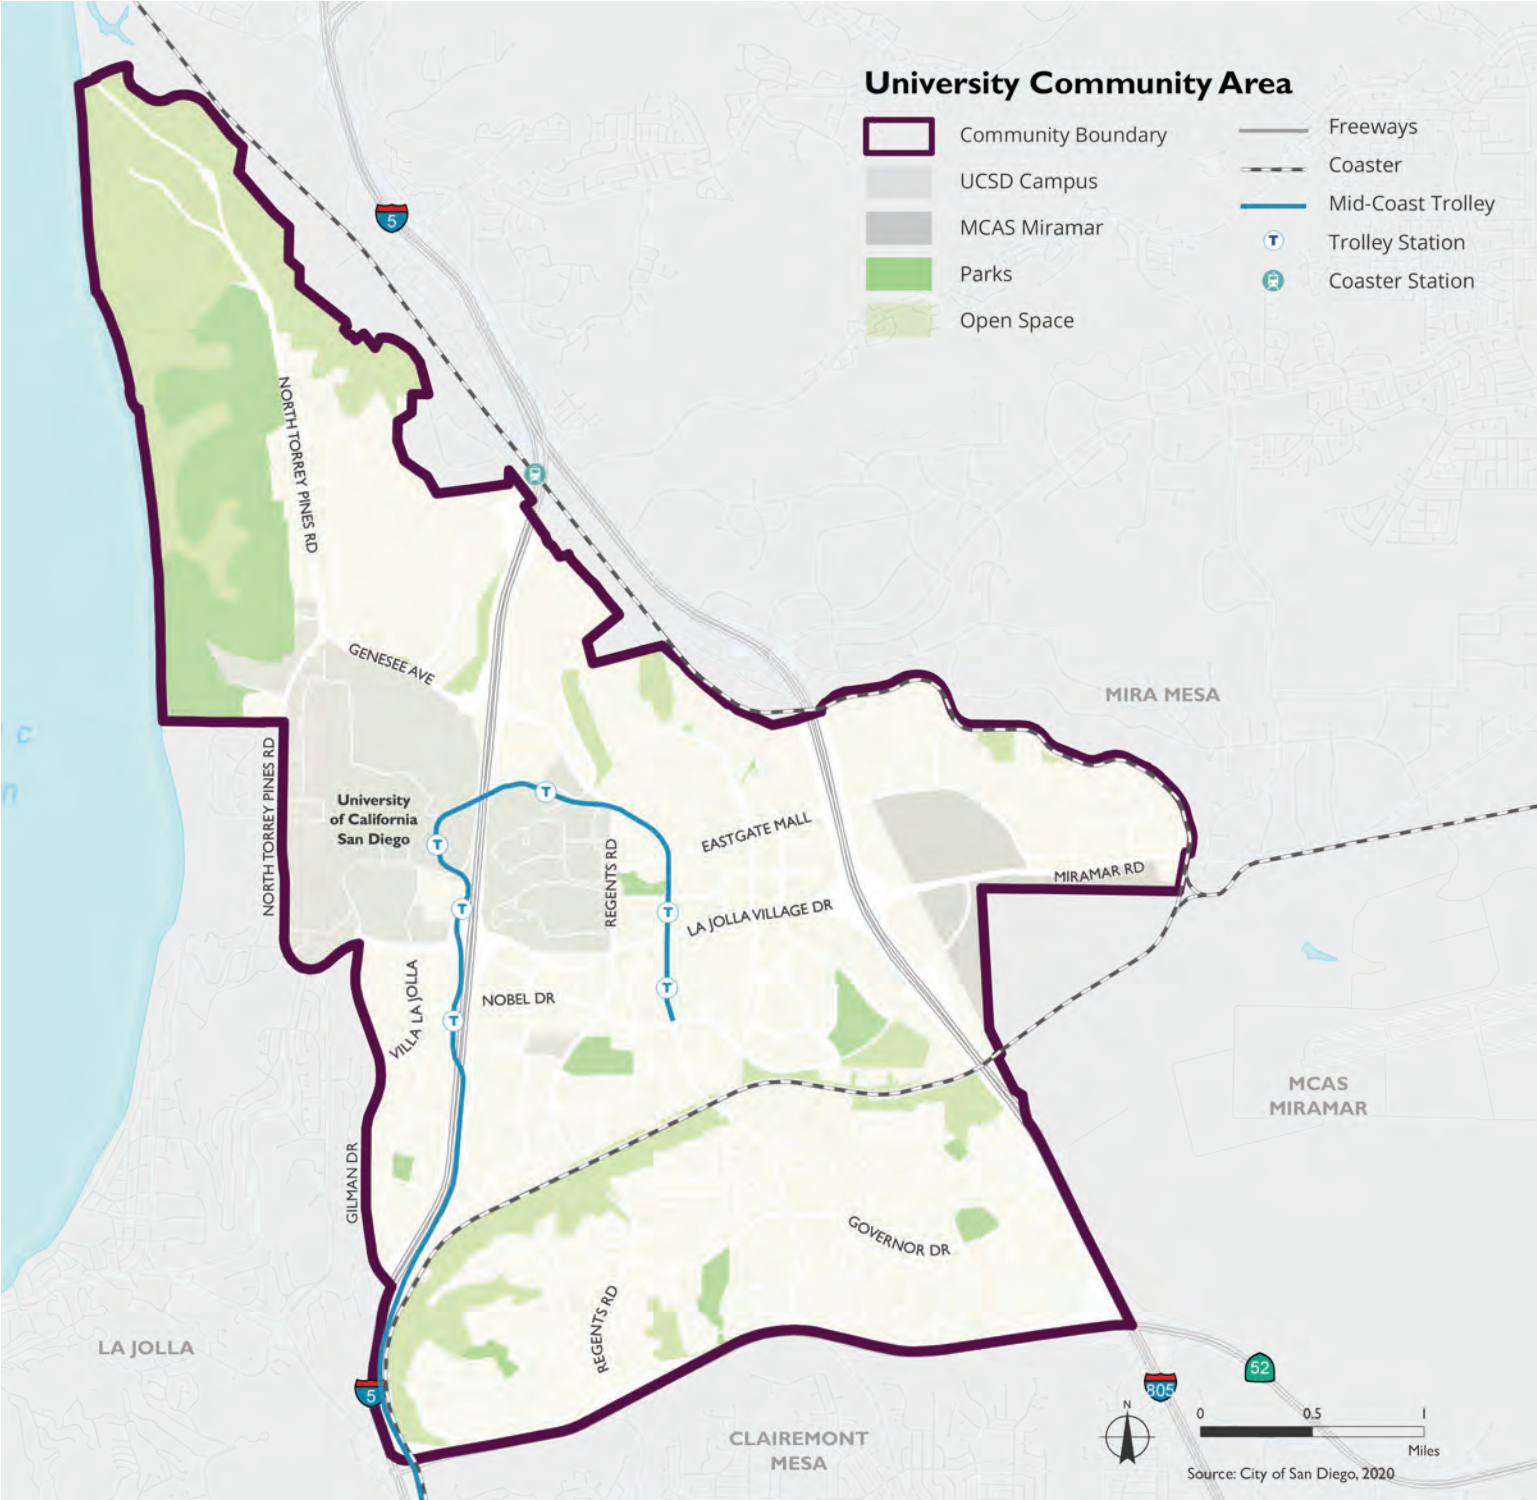 University Community Area
Community Boundary
UCSD Campus
MCAS Miramar
Parks
Open Space
Freeways
Coaster
Mid-Coast Trolley
T
Trolley Station
Coaster Station
5
NORTH TORREY PINES RD
GENESEE AVE
MIRA MESA
c
n
NORTH TORREY PINES RD
University
of California
San Diego
T
T
T
T
T
T
REGENTS RD
EASTGATE MALL
MIRAMAR RD
LA JOLLA VILLAGE DR
VILLA LA JOLLA
NOBEL DR
MCAS
MIRAMAR
GILMAN DR
GOVERNOR DR
REGENTS RD
LA JOLLA
5
805
52
CLAIREMONT
MESA
N
0 0.5 1
Miles
Source: City of San Diego, 2020